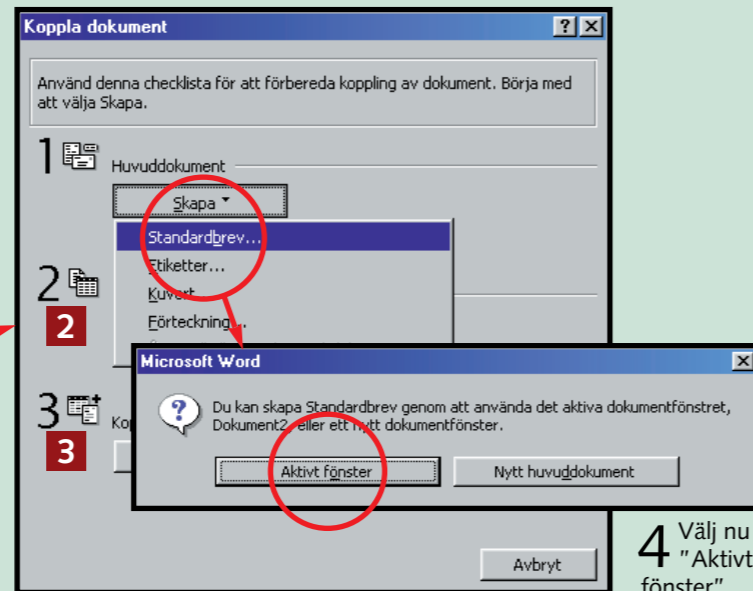 Koppla dokument
Använd denna checklista för att förbereda koppling av dokument. Börja med
att välja Skapa.
1
Huvuddokument
Skapa
Standardbrev...
Etiketter...
Kuvert...
Förteckning...
2
2
Microsoft Word
Du kan skapa Standardbrev genom att använda det aktiva dokumentfönstret,
Dokument2, eller ett nytt dokumentfönster.
Aktivt fönster
Nytt huvuddokument
3
3
Avbryt
4 Välj nu
"Aktivt
fönster"